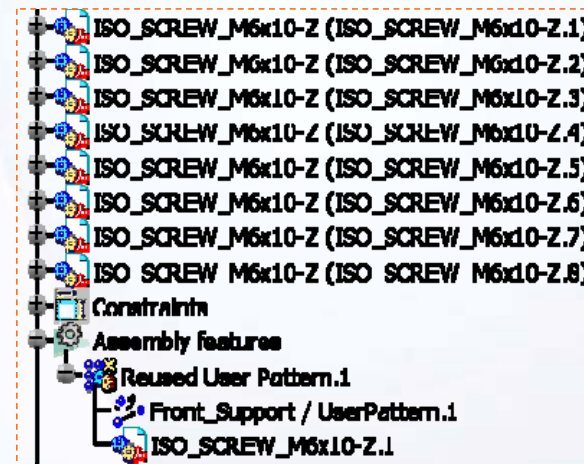 ISO_SCREW_M6x10-Z (ISO_SCREW_M6x10-Z.1)
ISO_SCREW_M6x10-Z (ISO_SCREW_M6x10-Z.2)
ISO_SCREW_M6x10-Z (ISO_SCREW_M6x10-Z.3)
ISO_SCREW_M6x10-Z (ISO_SCREW_M6x10-Z.4)
ISO_SCREW_M6x10-Z (ISO_SCREW_M6x10-Z.5)
ISO_SCREW_M6x10-Z (ISO_SCREW_M6x10-Z.6)
ISO_SCREW_M6x10-Z (ISO_SCREW_M6x10-Z.7)
ISO_SCREW_M6x10-Z (ISO_SCREW_M6x10-Z.8)
Constraints
Assembly features
Reused User Pattern.1
Front_Support / UserPattern.1
ISO_SCREW_M6x10-Z.1